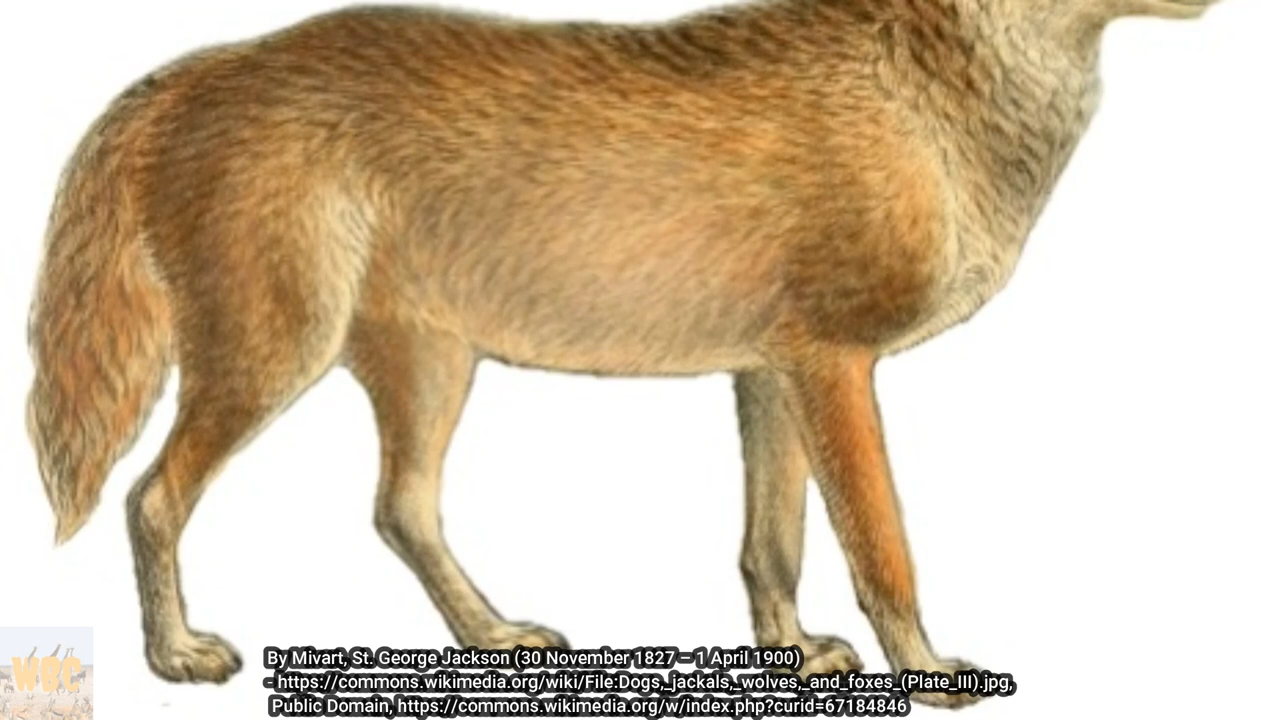 WBC
By Mivart, St. George Jackson (30 November 1827 – 1 April 1900)
- https://commons.wikimedia.org/wiki/File:Dogs,_jackals,_wolves,_and_foxes_(Plate_III).jpg,
Public Domain, https://commons.wikimedia.org/w/index.php?curid=67184846